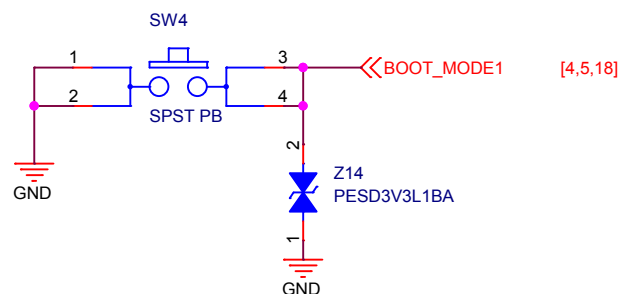 SW4
1
3
BOOT_MODE1 [4,5,18]
2
4
SPST PB
2
Z14
PESD3V3L1BA
GND
1
GND